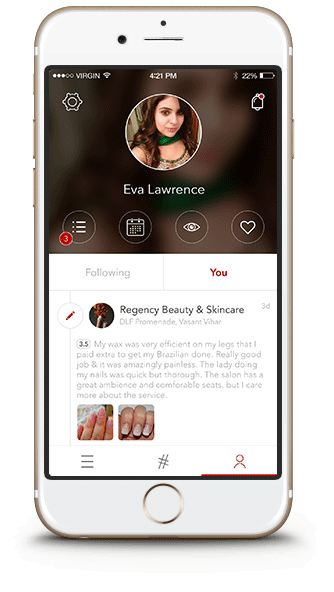 VIRGIN 4:21 PM 22%
Eva Lawrence
3
Following You
Regency Beauty & Skincare 3d
DLF Promenade, Vasant Vihar
3.5 My wax was very efficient on my legs that I
paid extra to get my Brazilian done. Really good
job & it was amazingly painless. The lady doing
my nails was quick but thorough. The salon has a
great ambience and comforable seats, but I care
more about the service.
#